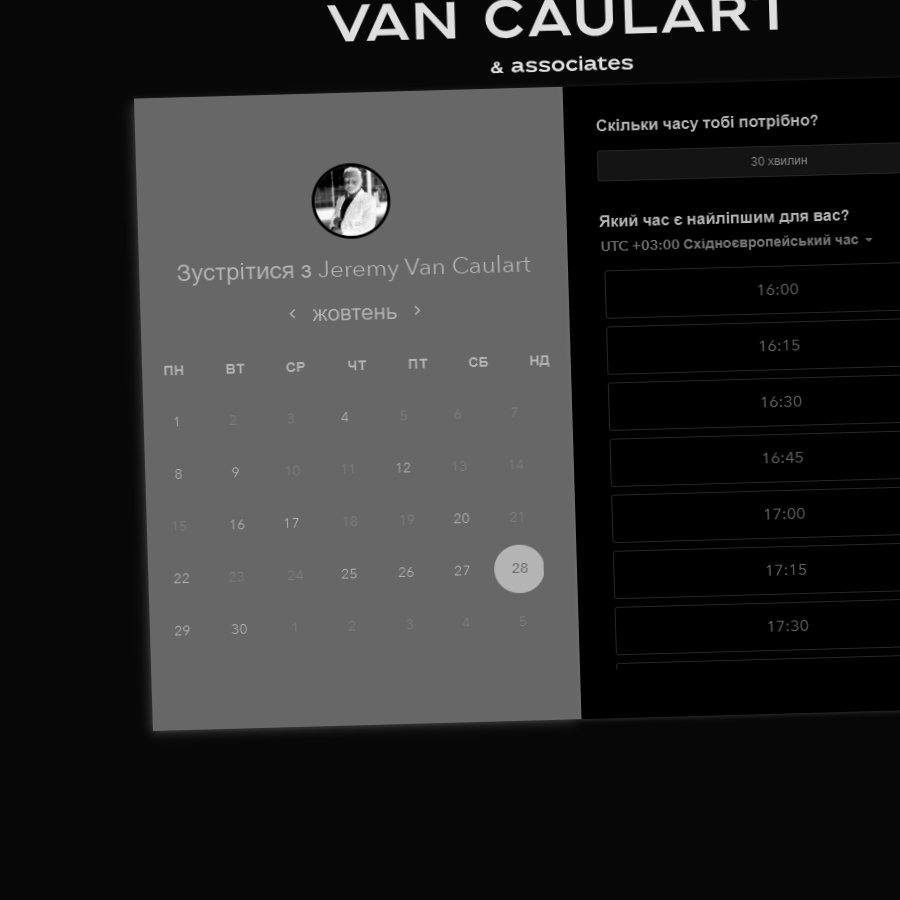 VAN CAULART
& associates
Зустрітися з Jeremy Van Caulart
‹ жовтень ›
ПН ВТ СР ЧТ ПТ СБ НД
1 2 3 4 5 6 7
8 9 10 11 12 13 14
15 16 17 18 19 20 21
22 23 24 25 26 27 28
29 30 1 2 3 4 5
Скільки часу тобі потрібно?
30 хвилин
Який час є найліпшим для вас?
UTC +03:00 Східноєвропейський час
16:00
16:15
16:30
16:45
17:00
17:15
17:30